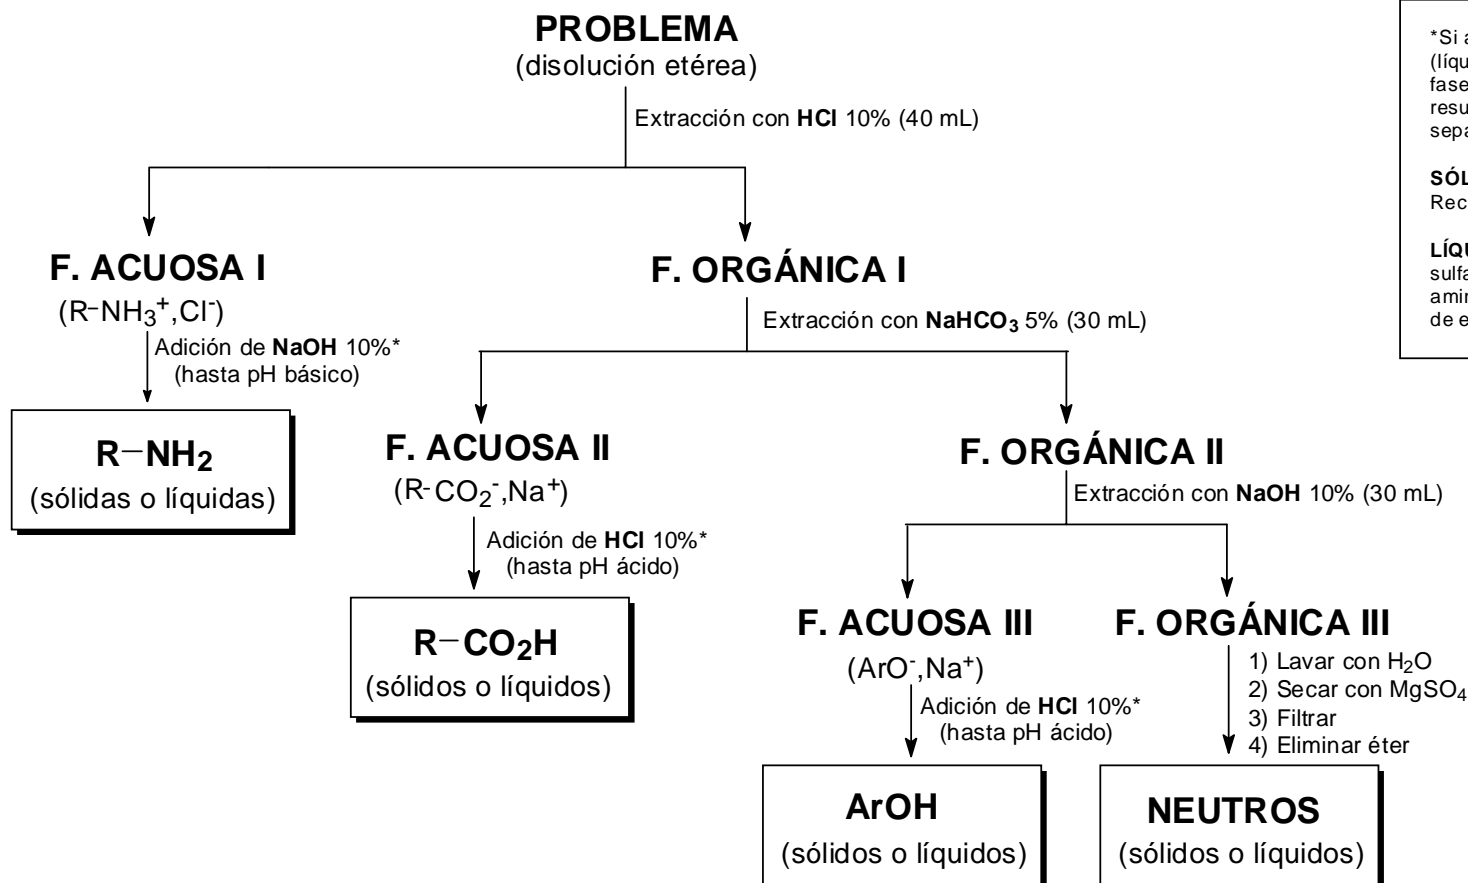 PROBLEMA
(disolución etérea)
Extracción con HCl 10% (40 mL)
F. ACUOSA I
(R-NH3+,Cl-)
Adición de NaOH 10%*
(hasta pH básico)
R-NH2
(sólidas o líquidas)
F. ORGÁNICA I
Extracción con NaHCO3 5% (30 mL)
F. ACUOSA II
(R-CO2-,Na+)
Adición de HCl 10%*
(hasta pH ácido)
R-CO2H
(sólidos o líquidos)
F. ORGÁNICA II
Extracción con NaOH 10% (30 mL)
F. ACUOSA III
(ArO-,Na+)
Adición de HCl 10%*
(hasta pH ácido)
ArOH
(sólidos o líquidos)
F. ORGÁNICA III
1) Lavar con H2O
2) Secar con MgSO4
3) Filtrar
4) Eliminar éter
NEUTROS
(sólidos o líquidos)
*Si
fase
de